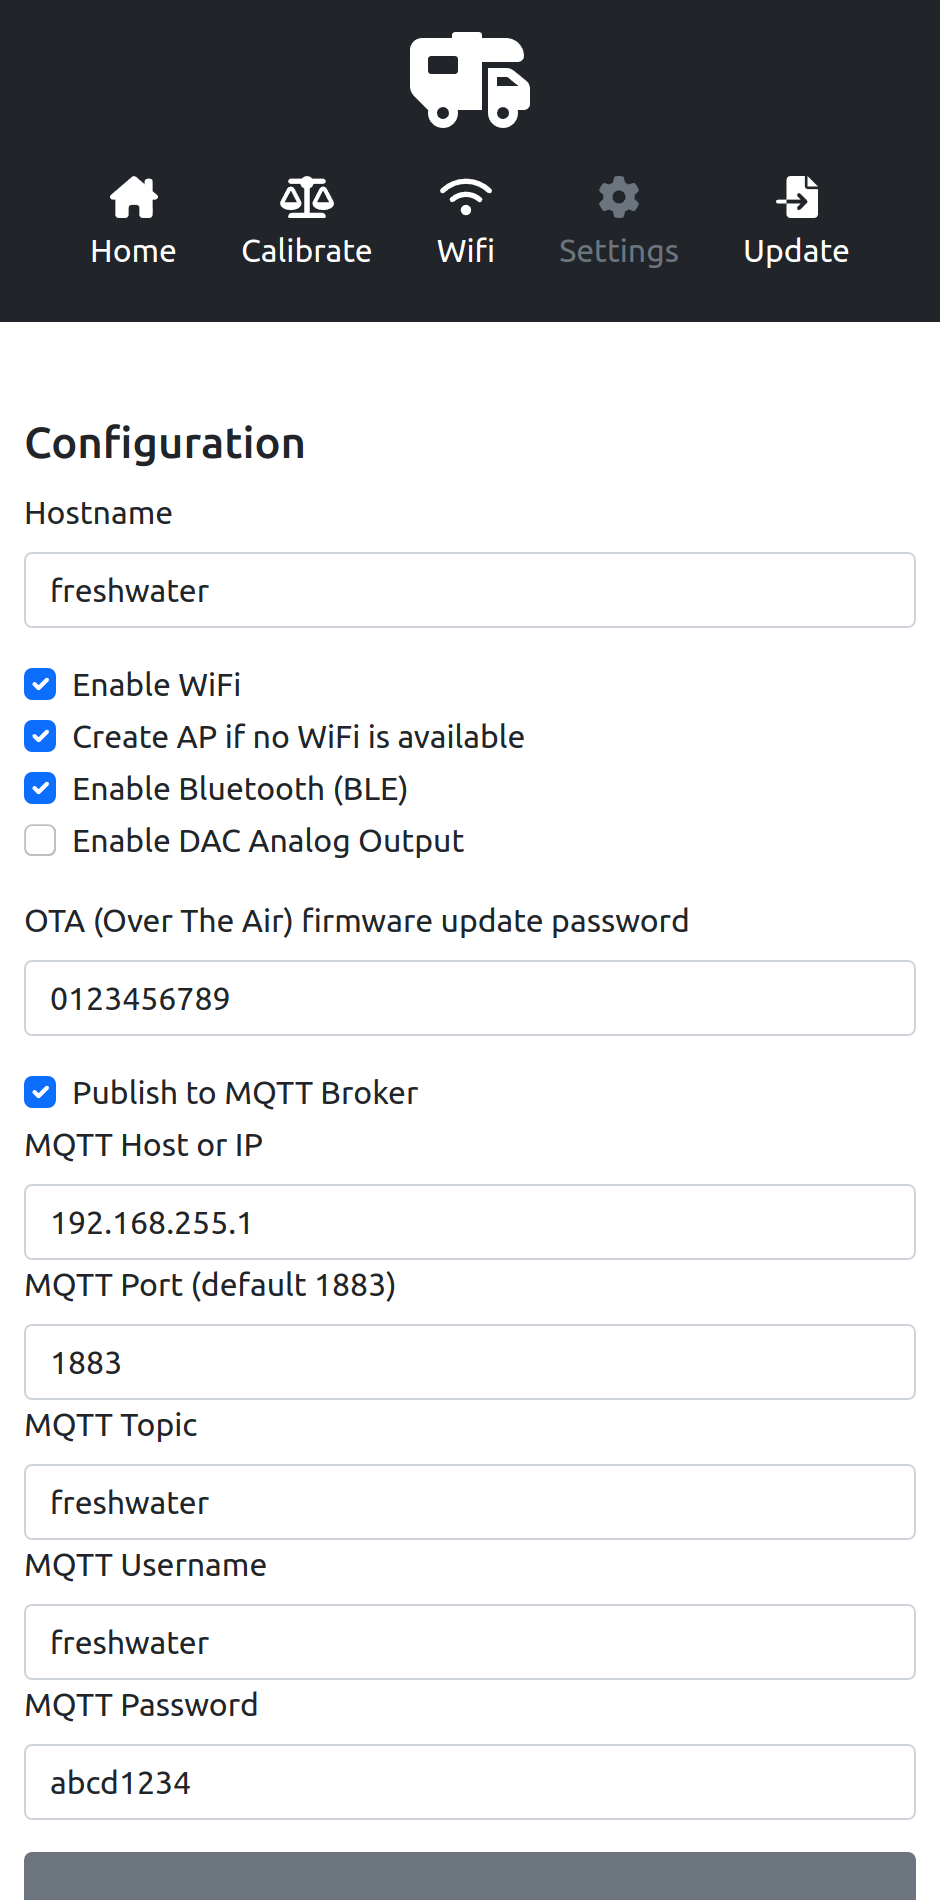 Home Calibrate Wifi Settings Update
Configuration
Hostname
freshwater
Enable WiFi
Create AP if no WiFi is available
Enable Bluetooth (BLE)
Enable DAC Analog Output
OTA (Over The Air) firmware update password
0123456789
Publish to MQTT Broker
MQTT Host or IP
192.168.255.1
MQTT Port (default 1883)
1883
MQTT Topic
freshwater
MQTT Username
freshwater
MQTT Password
abcd1234